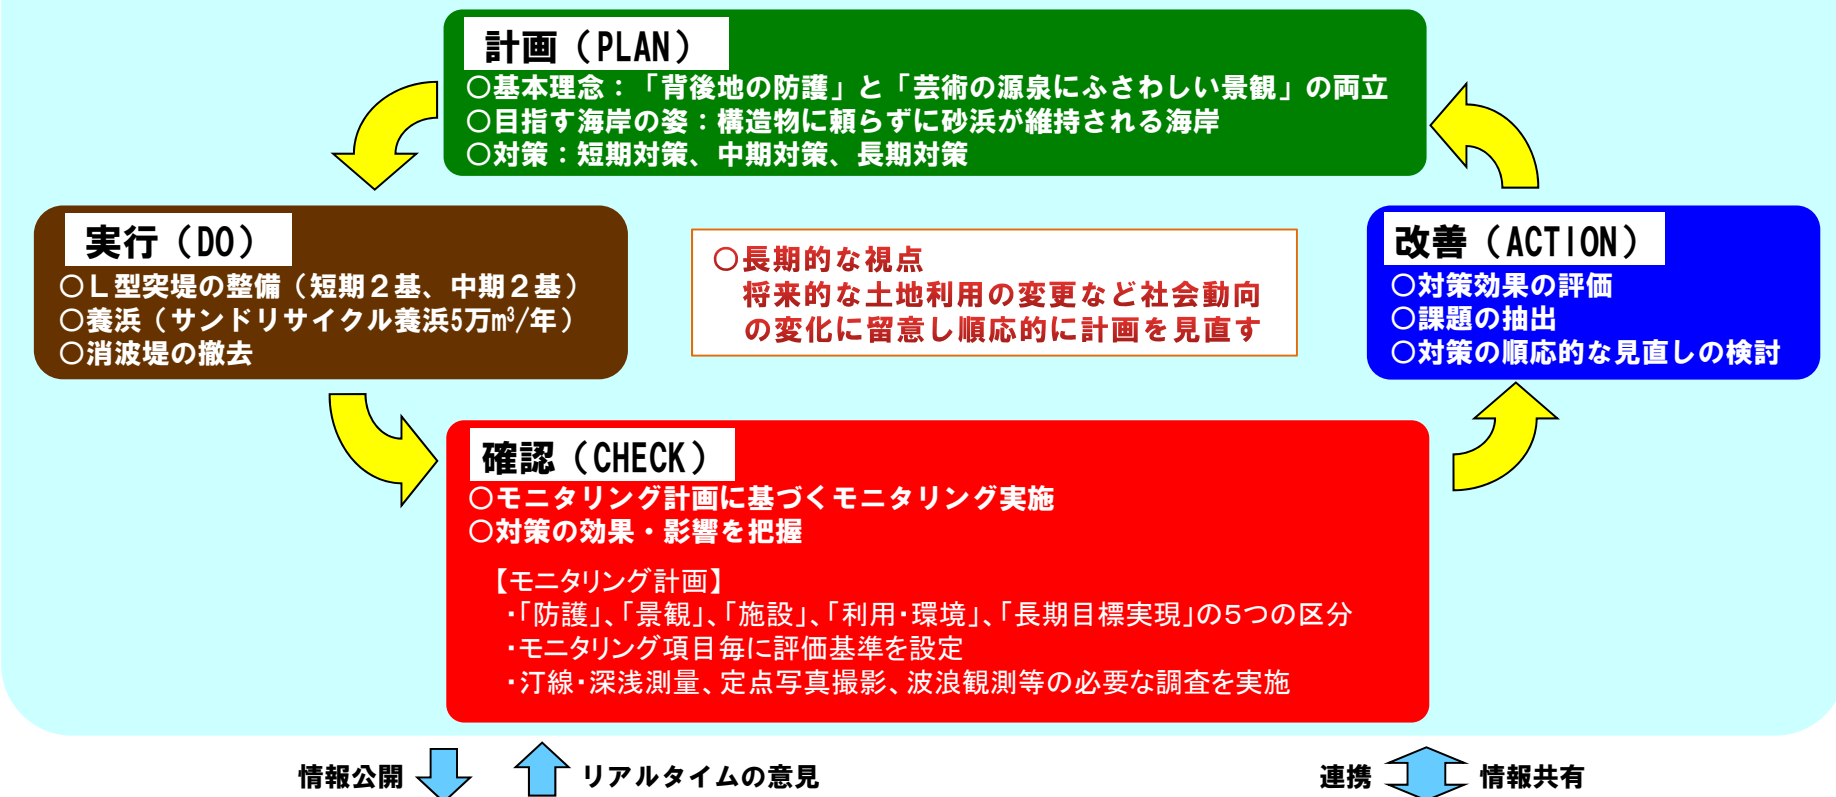 計画（PLAN）
○基本理念：「背後地の防護」と「芸術の源泉にふさわしい景観」の両立
○目指す海岸の姿：構造物に頼らずに砂浜が維持される海岸
○対策：短期対策、中期対策、長期対策
実行（DO）
○Ｌ型突堤の整備（短期２基、中期２基）
○養浜（サンドリサイクル養浜5万m³/年）
○消波堤の撤去
○長期的な視点
将来的な土地利用の変更など社会動向
の変化に留意し順応的に計画を見直す
改善（ACTION）
○対策効果の評価
○課題の抽出
○対策の順応的な見直しの検討
確認（CHECK）
○モニタリング計画に基づくモニタリング実施
○対策の効果・影響を把握
【モニタリング計画】
・「防護」、「景観」、「施設」、「利用・環境」、「長期目標実現」の５つの区分
・モニタリング項目毎に評価基準を設定
・汀線・深浅測量、定点写真撮影、波浪観測等の必要な調査を実施
情報公開
リアルタイムの意見
連携
情報共有